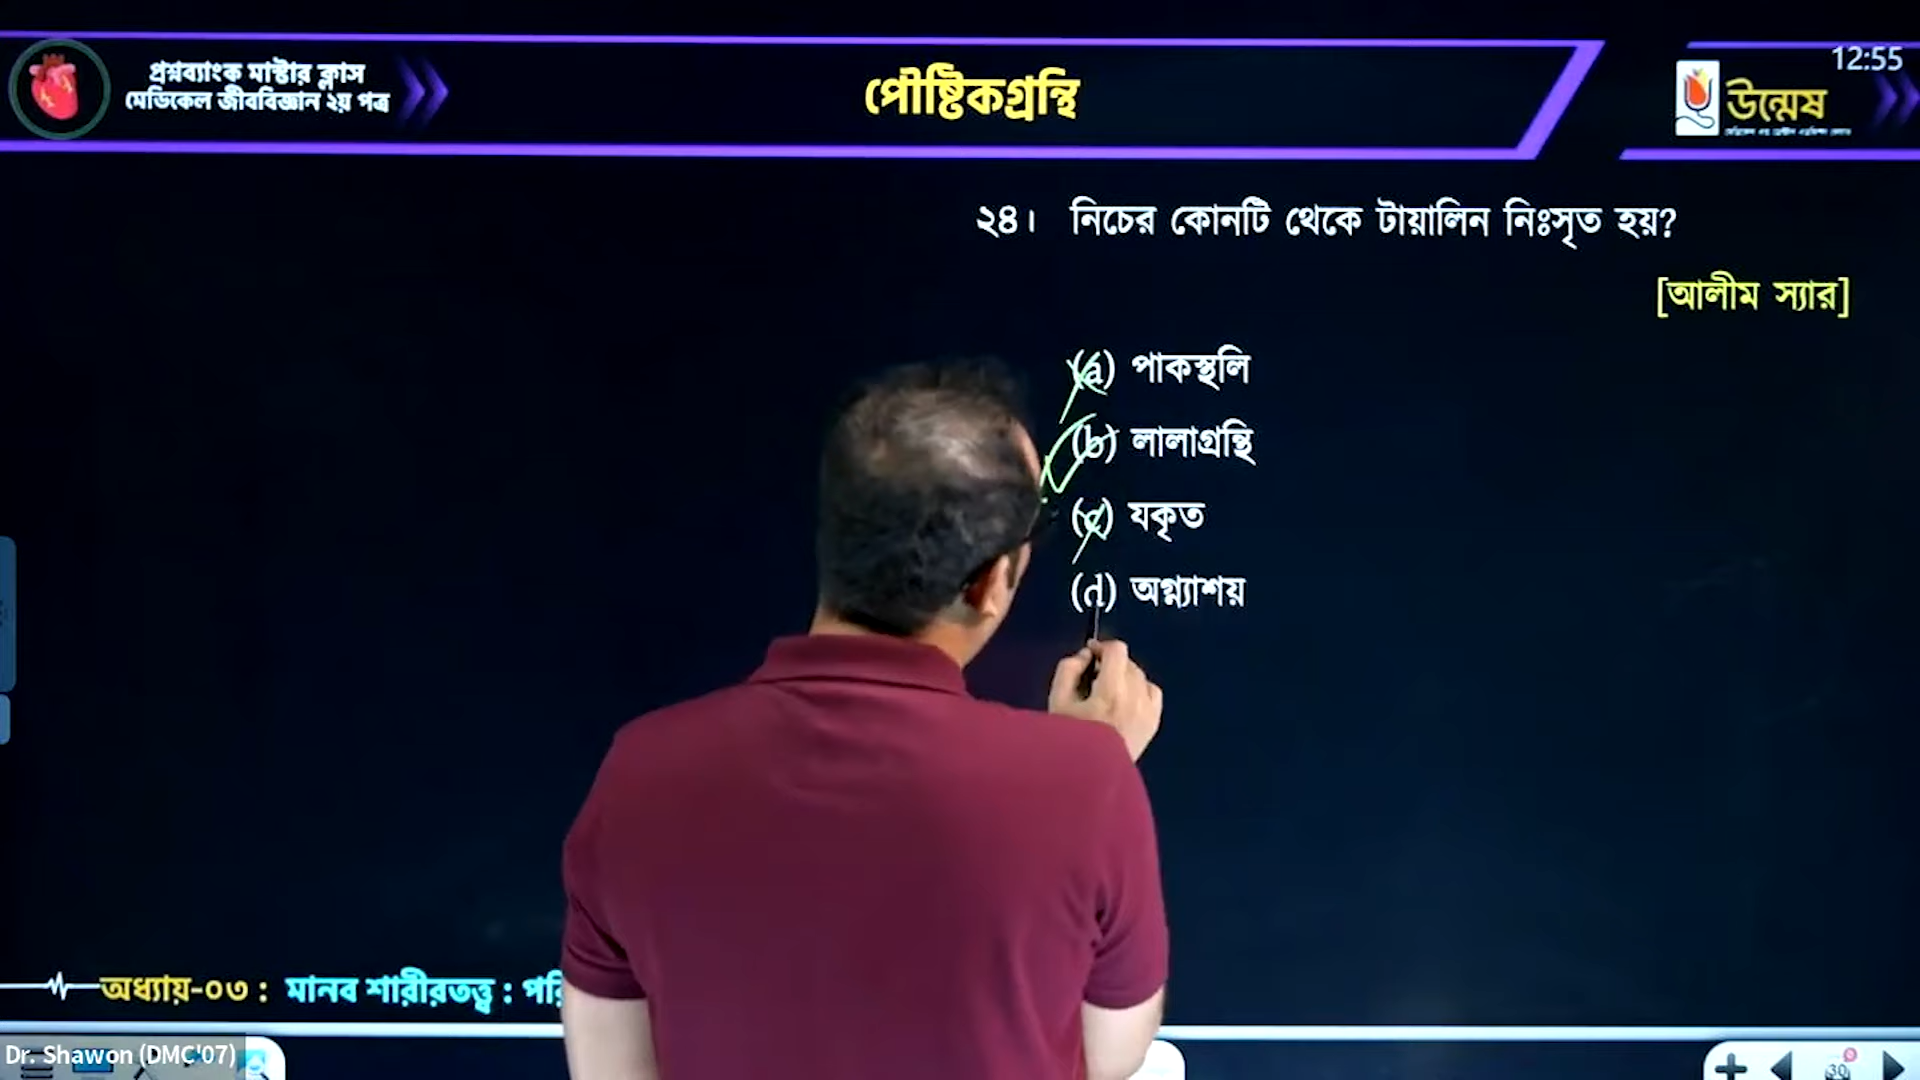 12:55
প্রশ্নব্যাংক মাস্টার ক্লাস
মেডিকেল জীববিজ্ঞান ২য় পত্র
পৌষ্টিকগ্রন্থি
উন্মেষ
২৪। নিচের কোনটি থেকে টায়ালিন নিঃসৃত হয়?
[আলীম স্যার]
(a) পাকস্থলি
(b) লালাগ্রন্থি
(c) যকৃত
(d) অগ্ন্যাশয়
অধ্যায়-০৩ : মানব শারীরতত্ত্ব :
Dr. Shawon (DMC'07)
30